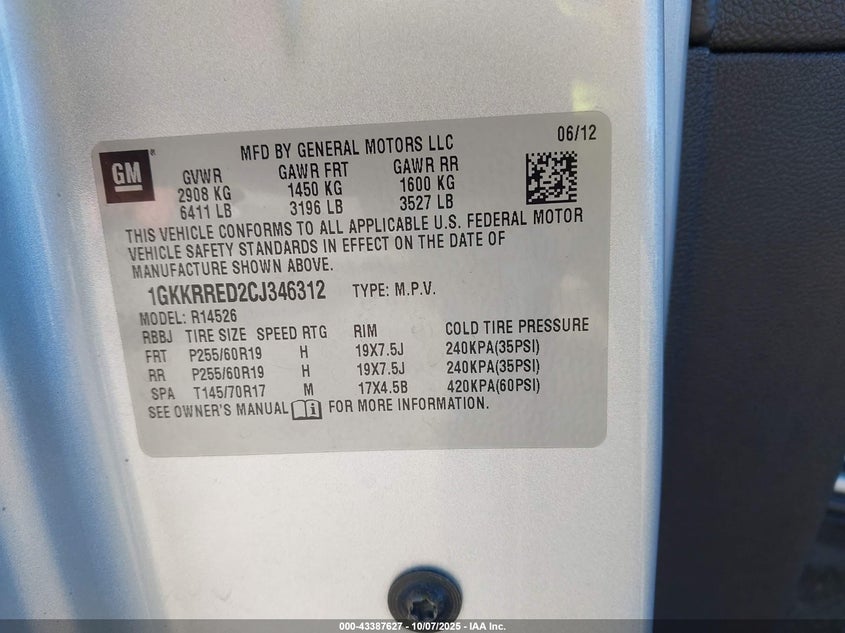 06/12
GM
MFD BY GENERAL MOTORS LLC
GVWR GAWR FRT GAWR RR
2908 KG 1450 KG 1600 KG
6411 LB 3196 LB 3527 LB
THIS VEHICLE CONFORMS TO ALL APPLICABLE U.S. FEDERAL MOTOR
VEHICLE SAFETY STANDARDS IN EFFECT ON THE DATE OF
MANUFACTURE SHOWN ABOVE.
1GKKRRED2CJ346312 TYPE: M.P.V.
MODEL: R14526
RBBJ TIRE SIZE SPEED RTG RIM COLD TIRE PRESSURE
FRT P255/60R19 H 19X7.5J 240KPA(35PSI)
RR P255/60R19 H 19X7.5J 240KPA(35PSI)
SPA T145/70R17 M 17X4.5B 420KPA(60PSI)
SEE OWNER'S MANUAL FOR MORE INFORMATION.
000-43387627 - 10/07/2025 - IAA Inc.